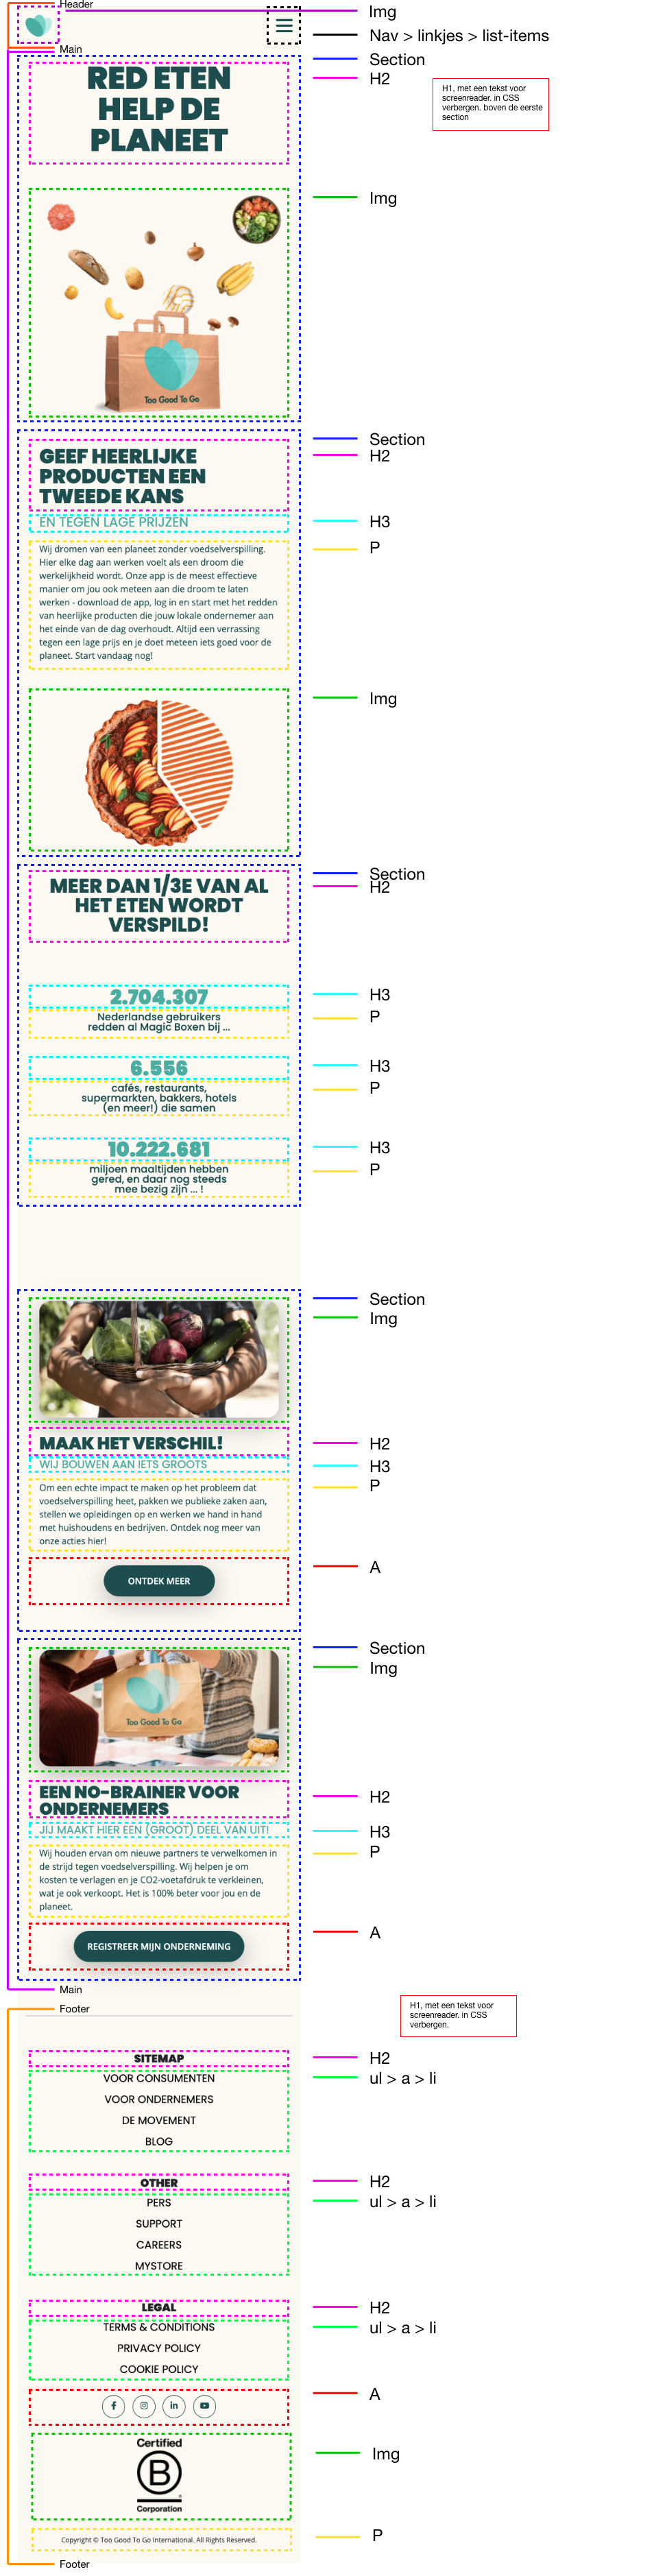 Header
Img
Nav > linkjes > list-items
Main
Section
RED ETEN
HELP DE
PLANEET
H2
H1, met een tekst voor
screenreader. in CSS
verbergen. boven de eerste
section
Img
Too Good To Go
Section
GEEF HEERLIJKE
PRODUCTEN EEN
TWEEDE KANS
H2
EN TEGEN LAGE PRIJZEN
H3
Wij dromen van een planeet zonder voedselverspilling.
Hier elke dag aan werken voelt als een droom die
werkelijkheid wordt. Onze app is de meest effectieve
manier om jou ook meteen aan die droom te laten
werken - download de app, log in en start met het redden
van heerlijke producten die jouw lokale ondernemer aan
het einde van de dag overhoudt. Altijd een verrassing
tegen een lage prijs en je doet meteen iets goed voor de
planeet. Start vandaag nog!
P
Img
Section
MEER DAN 1/3E VAN AL
HET ETEN WORDT
VERSPILD!
H2
2.704.307
H3
Nederlandse gebruikers
redden al Magic Boxen bij ...
P
6.556
H3
cafés, restaurants,
supermarkten, bakkers, hotels
(en meer!) die samen
P
10.222.681
H3
miljoen maaltijden hebben
gered, en daar nog steeds
mee bezig zijn ... !
P
Section
Img
MAAK HET VERSCHIL!
H2
WIJ BOUWEN AAN IETS GROOTS
H3
Om een echte impact te maken op het probleem dat
voedselverspilling heet, pakken we publieke zaken aan,
stellen we opleidingen op en werken we hand in hand
met huishoudens en bedrijven. Ontdek nog meer van
onze acties hier!
P
ONTDEK MEER
A
Section
Img
Too Good To Go
EEN NO-BRAINER VOOR
ONDERNEMERS
H2
JIJ MAAKT HIER EEN (GROOT) DEEL VAN UIT!
H3
Wij houden ervan om nieuwe partners te verwelkomen in
de strijd tegen voedselverspilling. Wij helpen je om
kosten te verlagen en je CO2-voetafdruk te verkleinen,
wat je ook verkoopt. Het is 100% beter voor jou en de
planeet.
P
REGISTREER MIJN ONDERNEMING
A
Main
Footer
H1, met een tekst voor
screenreader. in CSS
verbergen.
SITEMAP
H2
VOOR CONSUMENTEN
VOOR ONDERNEMERS
DE MOVEMENT
BLOG
ul > a > li
OTHER
H2
PERS
SUPPORT
CAREERS
MYSTORE
ul > a > li
LEGAL
H2
TERMS & CONDITIONS
PRIVACY POLICY
COOKIE POLICY
ul > a > li
f
in
A
Certified
B
Corporation
Img
Copyright © Too Good To Go International. All Rights Reserved.
P
Footer